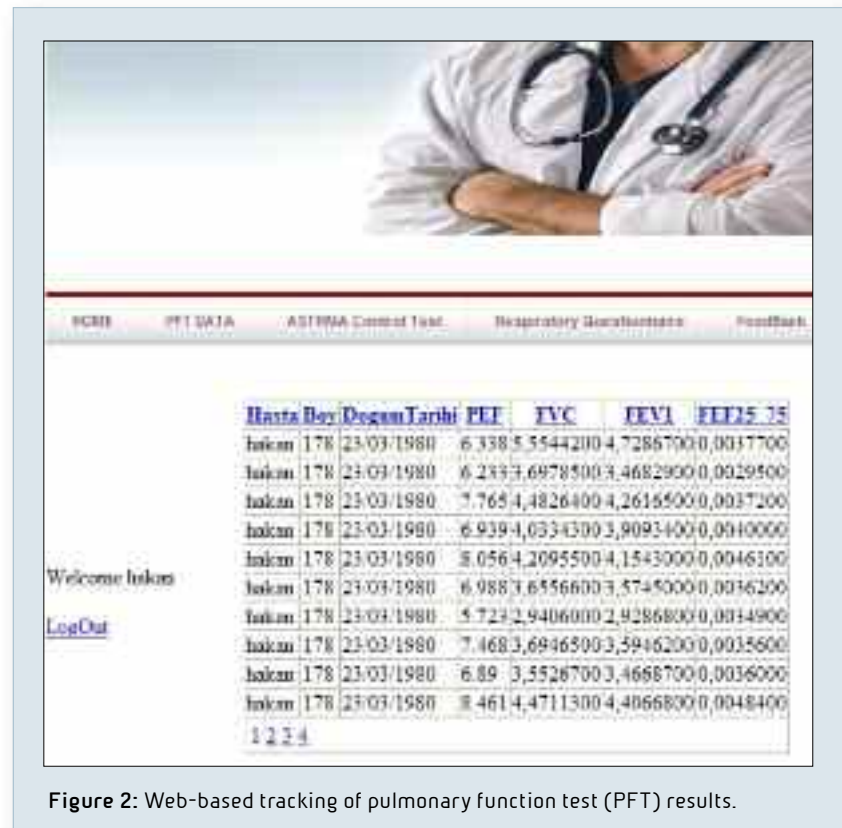 HOME PFT DATA ASTHMA Control Test Respiratory Questionnaire FeedBack
Hasta Boy DogumTarihi PEF FVC FEV1 FEF25_75
hakan 178 23/03/1980 6.338 5,5544200 4,7286700 0,0037700
hakan 178 23/03/1980 6.233 3,6978500 3,4682900 0,0029500
hakan 178 23/03/1980 7.765 4,4826400 4,2616500 0,0037200
hakan 178 23/03/1980 6.939 4,0334300 3,9093400 0,0040000
hakan 178 23/03/1980 8.056 4,2095500 4,1543000 0,0046100
hakan 178 23/03/1980 6.988 3,6556600 3,5745000 0,0036200
hakan 178 23/03/1980 5.723 2,9406000 2,9286800 0,0034900
hakan 178 23/03/1980 7.468 3,6946500 3,5946200 0,0035600
hakan 178 23/03/1980 6.89 3,5526700 3,4668700 0,0036000
hakan 178 23/03/1980 8.461 4,4711300 4,4066800 0,0048400
1 2 3 4
Welcome hakan
LogOut
Figure 2: Web-based tracking of pulmonary function test (PFT) results.